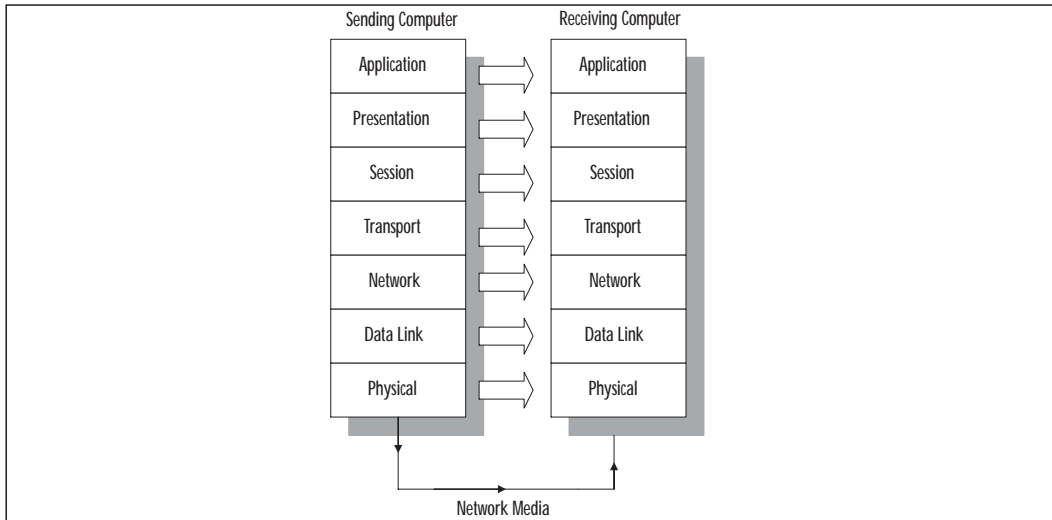 Sending Computer
Receiving Computer
Application
Application
Presentation
Presentation
Session
Session
Transport
Transport
Network
Network
Data Link
Data Link
Physical
Physical
Network Media